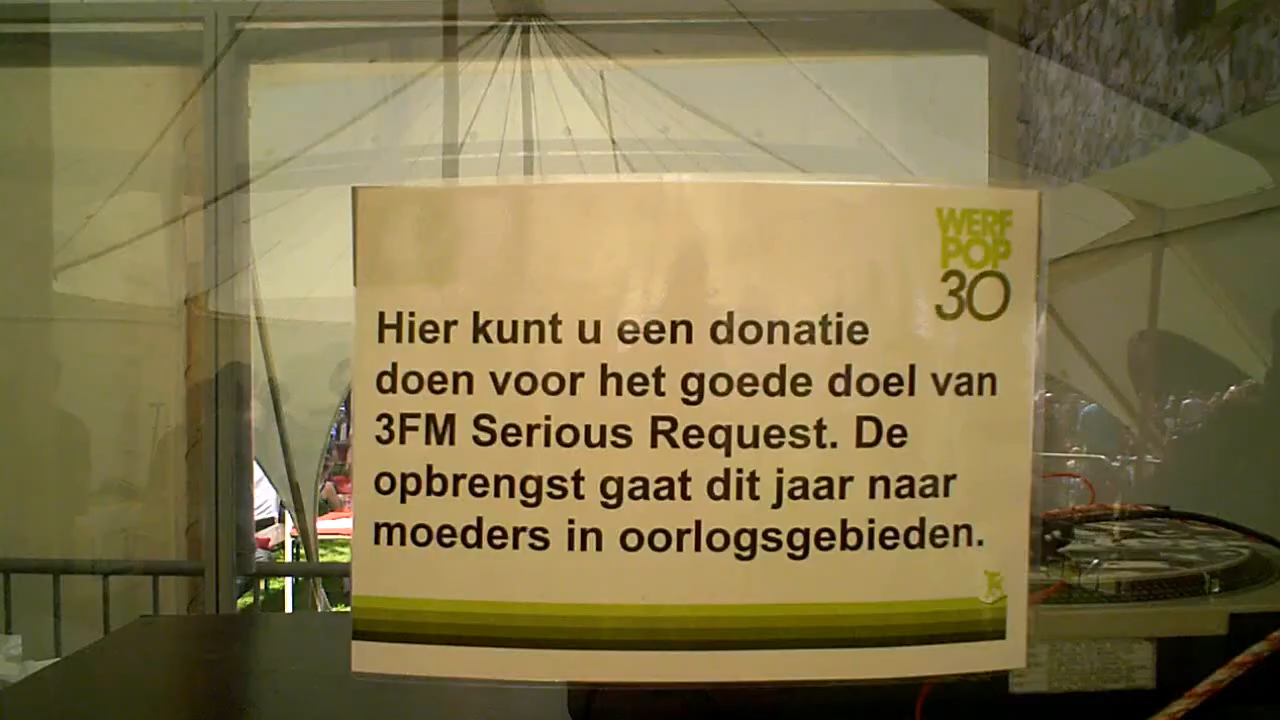 WERF
POP
30
Hier kunt u een donatie
doen voor het goede doel van
3FM Serious Request. De
opbrengst gaat dit jaar naar
moeders in oorlogsgebieden.